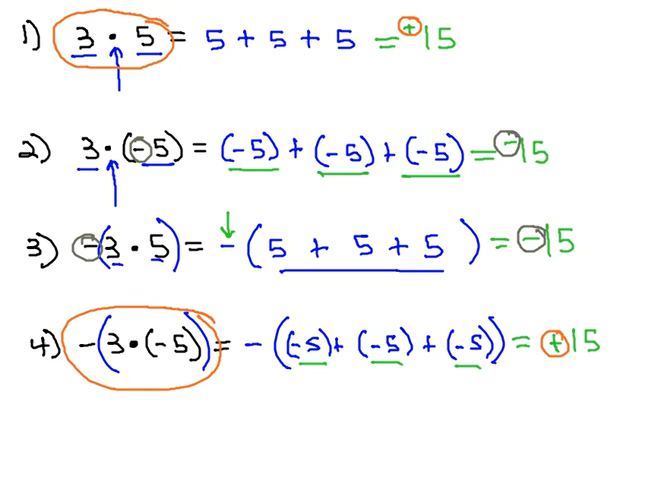 1) 3 · 5 = 5 + 5 + 5 = +15
2) 3 · (-5) = (-5) + (-5) + (-5) = -15
3) -(3 · 5) = -( 5 + 5 + 5 ) = -15
4) -(3 · (-5)) = -((-5) + (-5) + (-5)) = +15